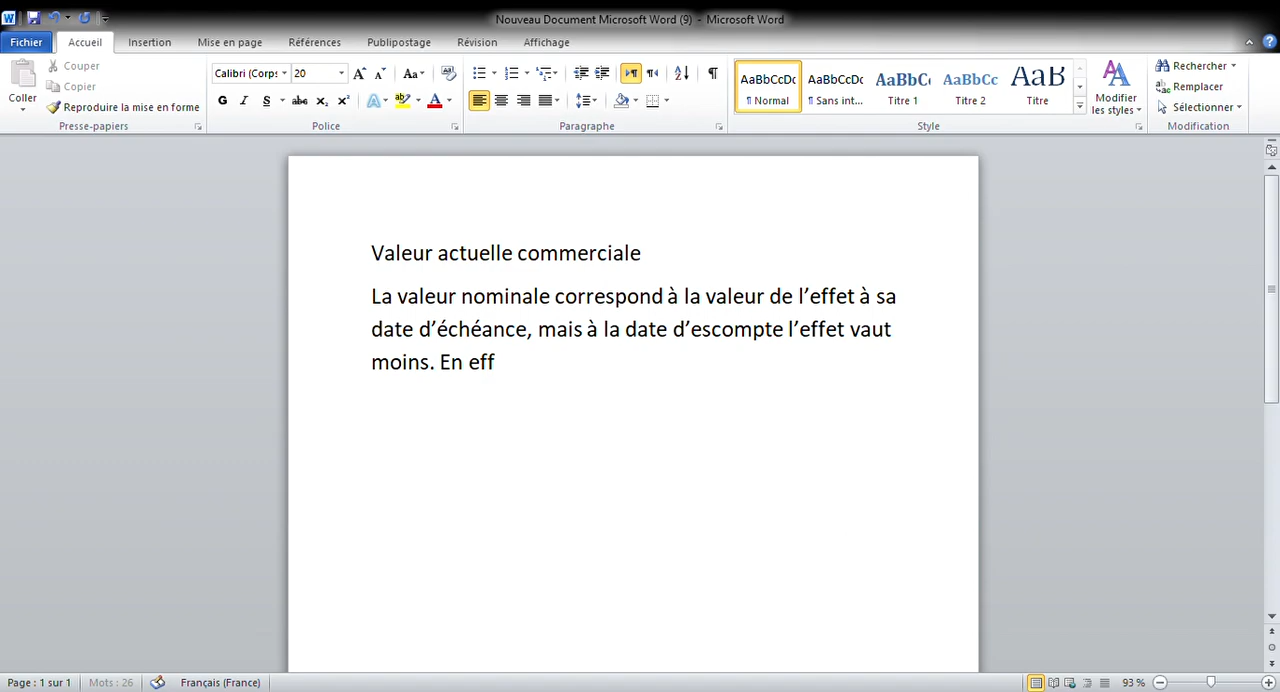 Nouveau Document Microsoft Word (9) - Microsoft Word
Fichier Accueil Insertion Mise en page Références Publipostage Révision Affichage
Couper
Copier
Coller
Reproduire la mise en forme
Presse-papiers
Calibri (Corps 20
Police
Paragraphe
AaBbCcDc AaBbCcDc AaBbC AaBbCc AaB
¶ Normal ¶ Sans int... Titre 1 Titre 2 Titre
Modifier les styles
Style
Rechercher
Remplacer
Sélectionner
Modification
Valeur actuelle commerciale
La valeur nominale correspond à la valeur de l’effet à sa
date d’échéance, mais à la date d’escompte l’effet vaut
moins. En eff
Page : 1 sur 1 Mots : 26 Français (France) 93 %